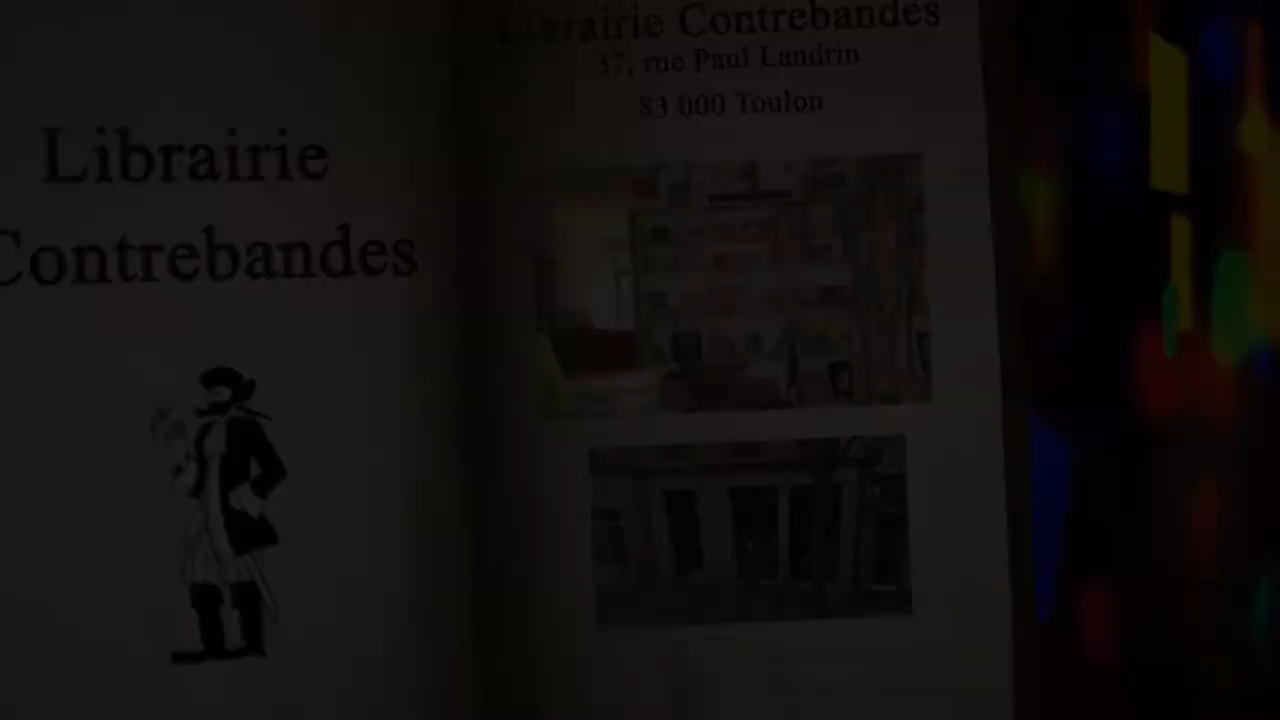 Librairie
Contrebandes
Librairie Contrebandes
37, rue Paul Landrin
83 000 Toulon